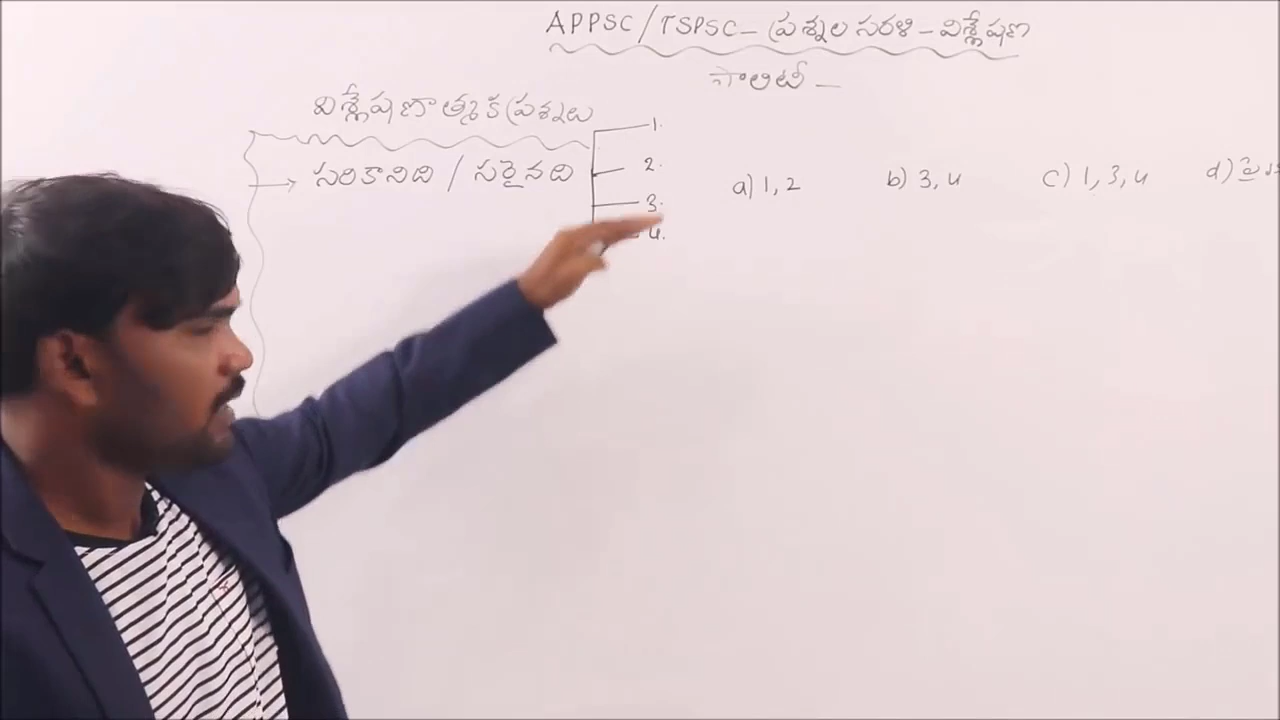 APPSC/TSPSC- ప్రశ్నల సరళి - విశ్లేషణ
పాలిటీ -
విశ్లేషణాత్మక ప్రశ్నలు
→ సరికానిది / సరైనది
1.
2.
3.
4.
a) 1, 2 b) 3, 4 c) 1, 3, 4 d) పై